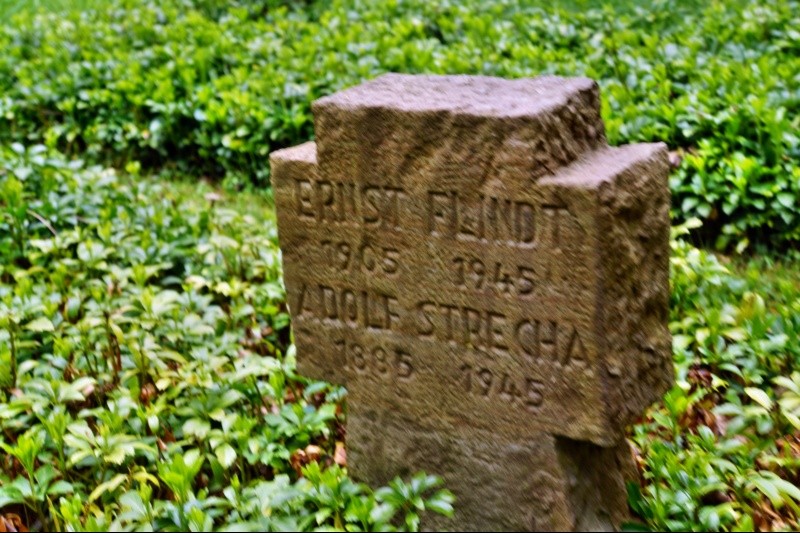 ERNST FLINDT
1905 1945
ADOLF STRECHA
1885 1945